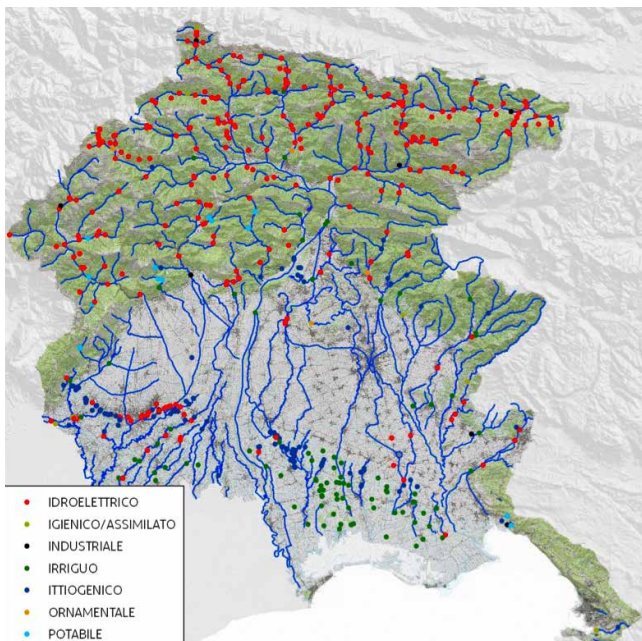 IDROELETTRICO
IGIENICO/ASSIMILATO
INDUSTRIALE
IRRIGUO
ITTIOGENICO
ORNAMENTALE
POTABILE